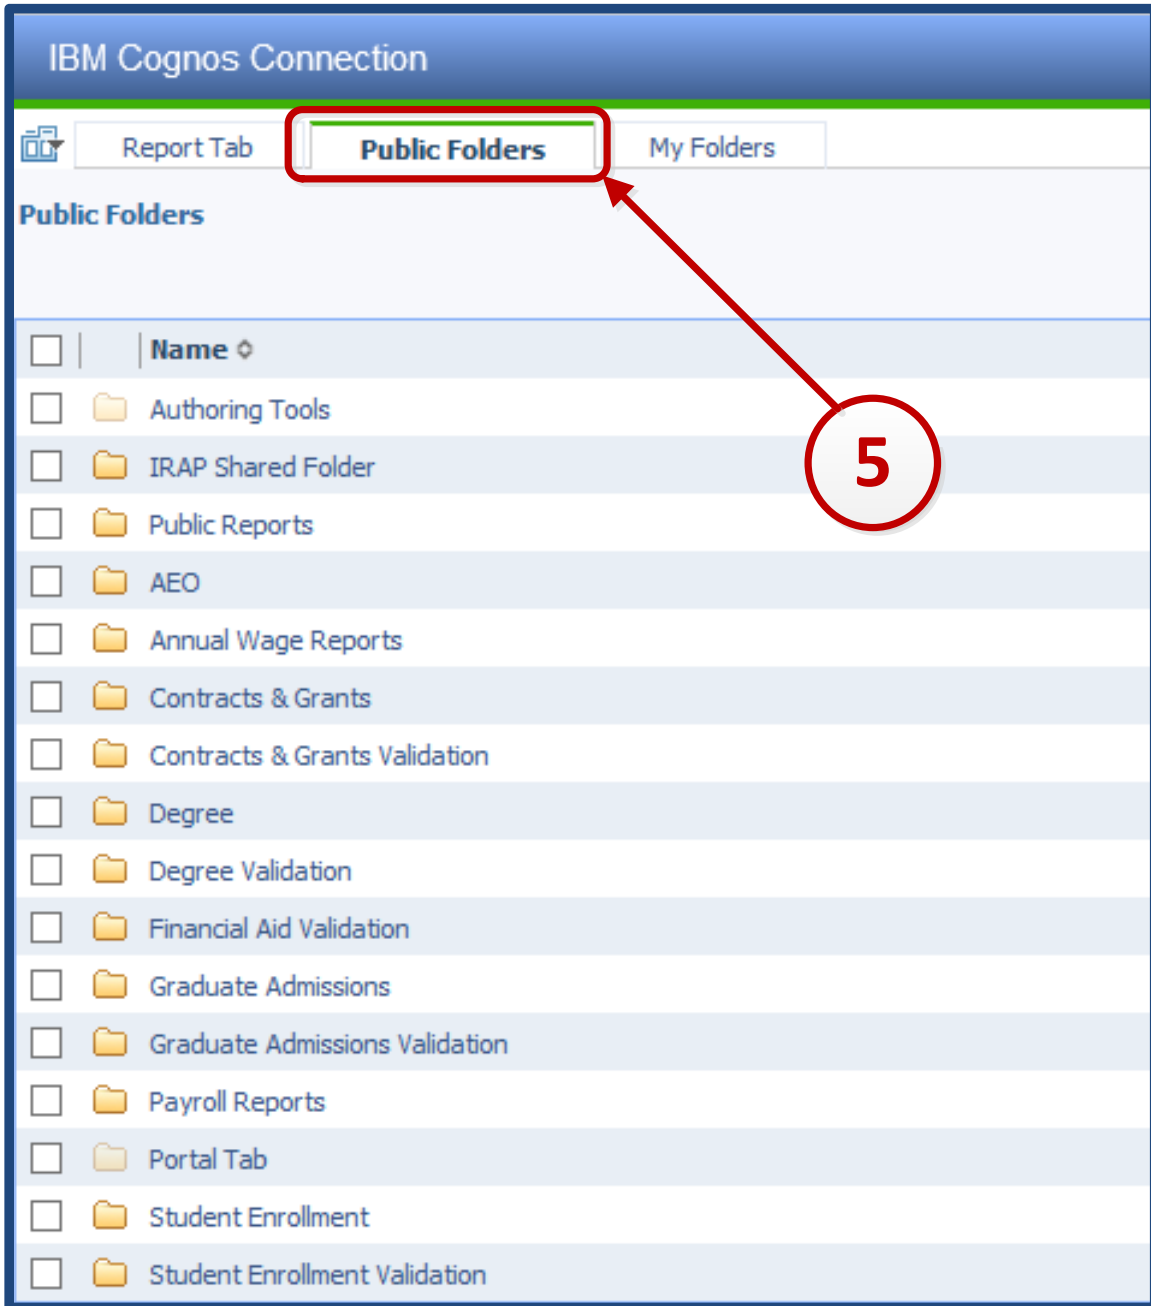 IBM Cognos Connection
Report Tab Public Folders My Folders
Public Folders
Name
Authoring Tools
IRAP Shared Folder
5
Public Reports
AEO
Annual Wage Reports
Contracts & Grants
Contracts & Grants Validation
Degree
Degree Validation
Financial Aid Validation
Graduate Admissions
Graduate Admissions Validation
Payroll Reports
Portal Tab
Student Enrollment
Student Enrollment Validation